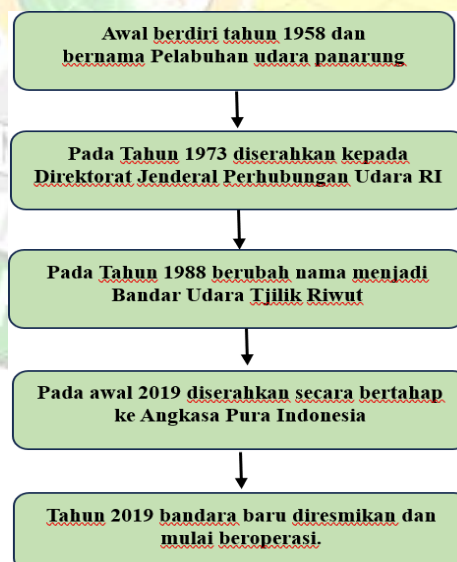 Awal berdiri tahun 1958 dan
bernama Pelabuhan udara panarung
Pada Tahun 1973 diserahkan kepada
Direktorat Jenderal Perhubungan Udara RI
Pada Tahun 1988 berubah nama menjadi
Bandar Udara Tjilik Riwut
Pada awal 2019 diserahkan secara bertahap
ke Angkasa Pura Indonesia
Tahun 2019 bandara baru diresmikan dan
mulai beroperasi.